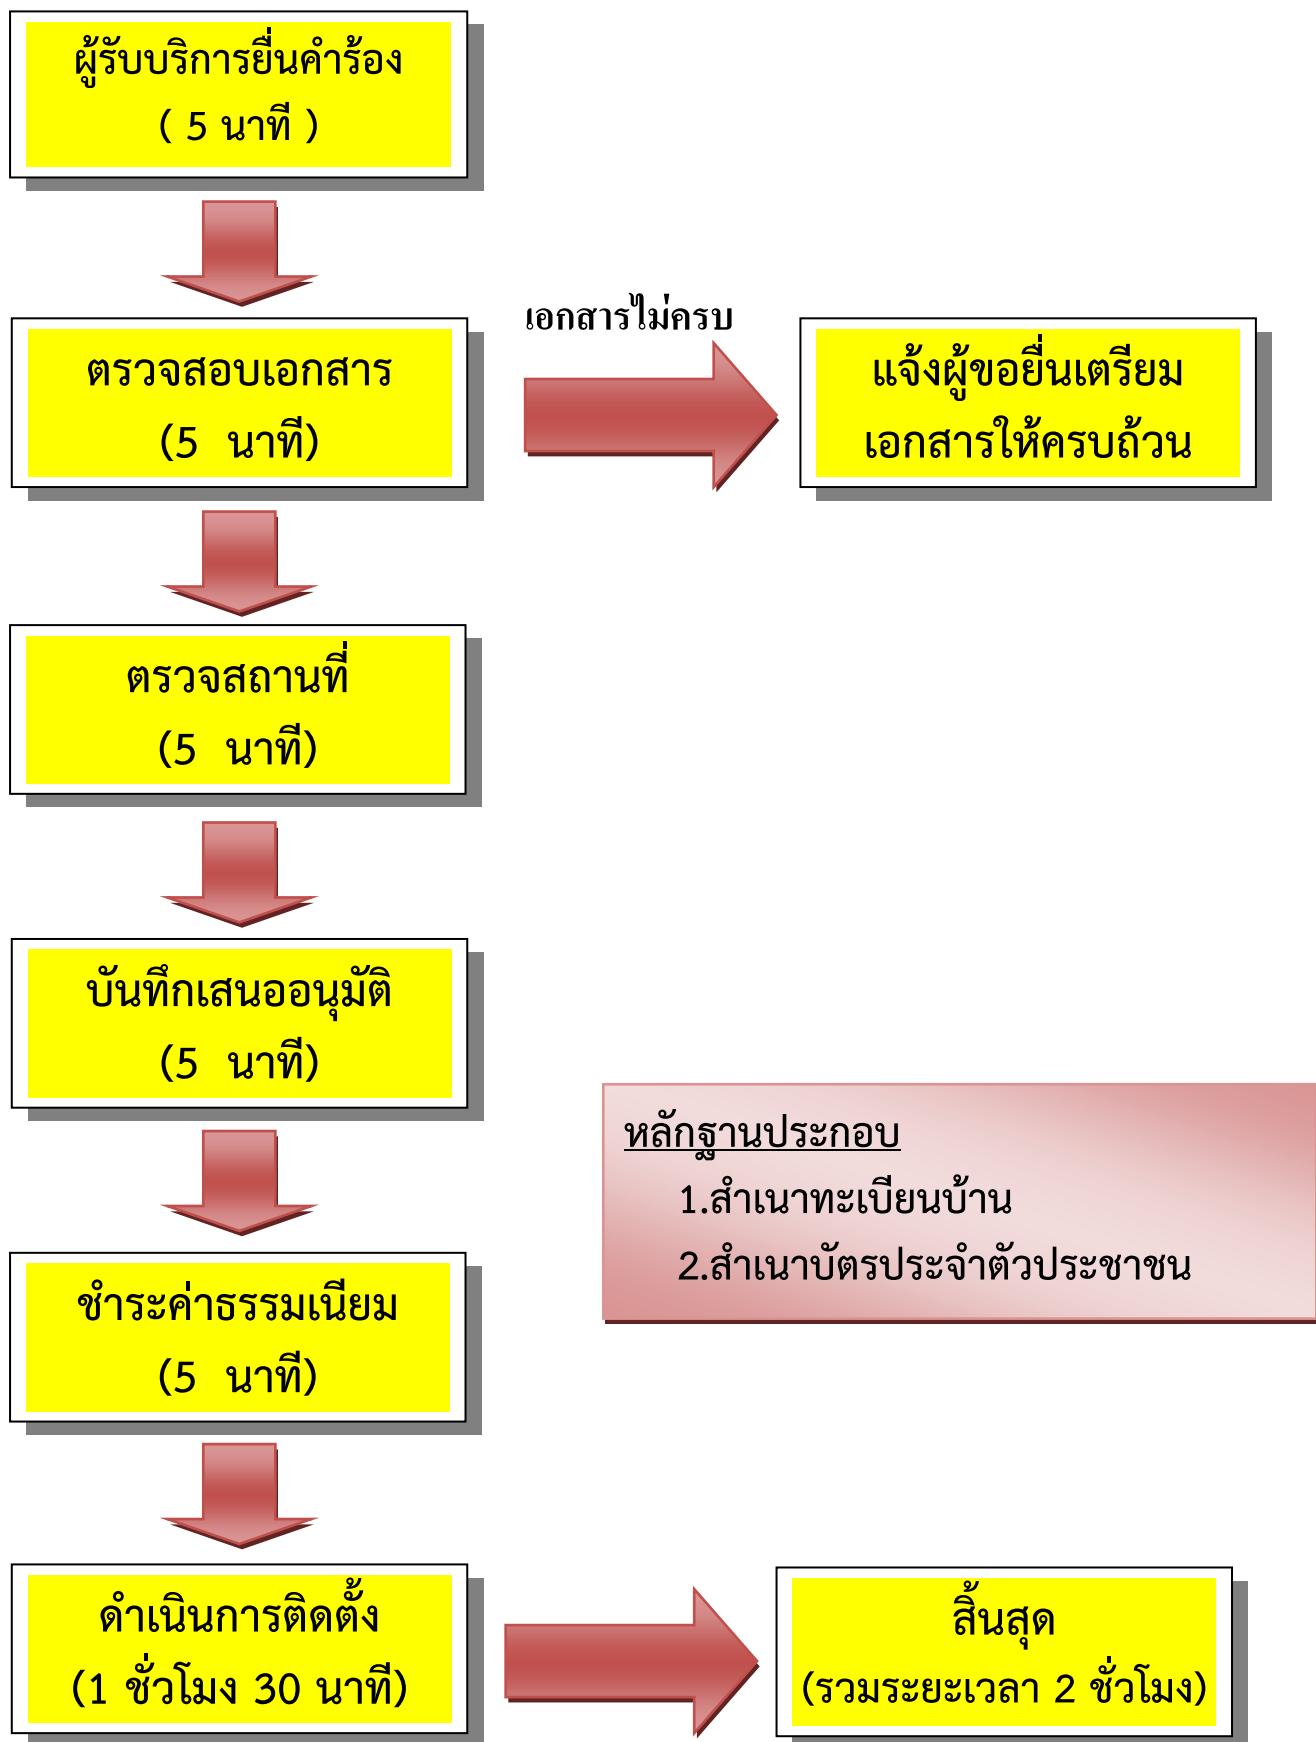 ผู้รับบริการยื่นคำร้อง
( 5 นาที )
เอกสารไม่ครบ
ตรวจสอบเอกสาร
(5 นาที)
แจ้งผู้ขอยื่นเตรียม
เอกสารให้ครบถ้วน
ตรวจสถานที่
(5 นาที)
บันทึกเสนออนุมัติ
(5 นาที)
หลักฐานประกอบ
1.สำเนาทะเบียนบ้าน
2.สำเนาบัตรประจำตัวประชาชน
ชำระค่าธรรมเนียม
(5 นาที)
ดำเนินการติดตั้ง
(1 ชั่วโมง 30 นาที)
สิ้นสุด
(รวมระยะเวลา 2 ชั่วโมง)